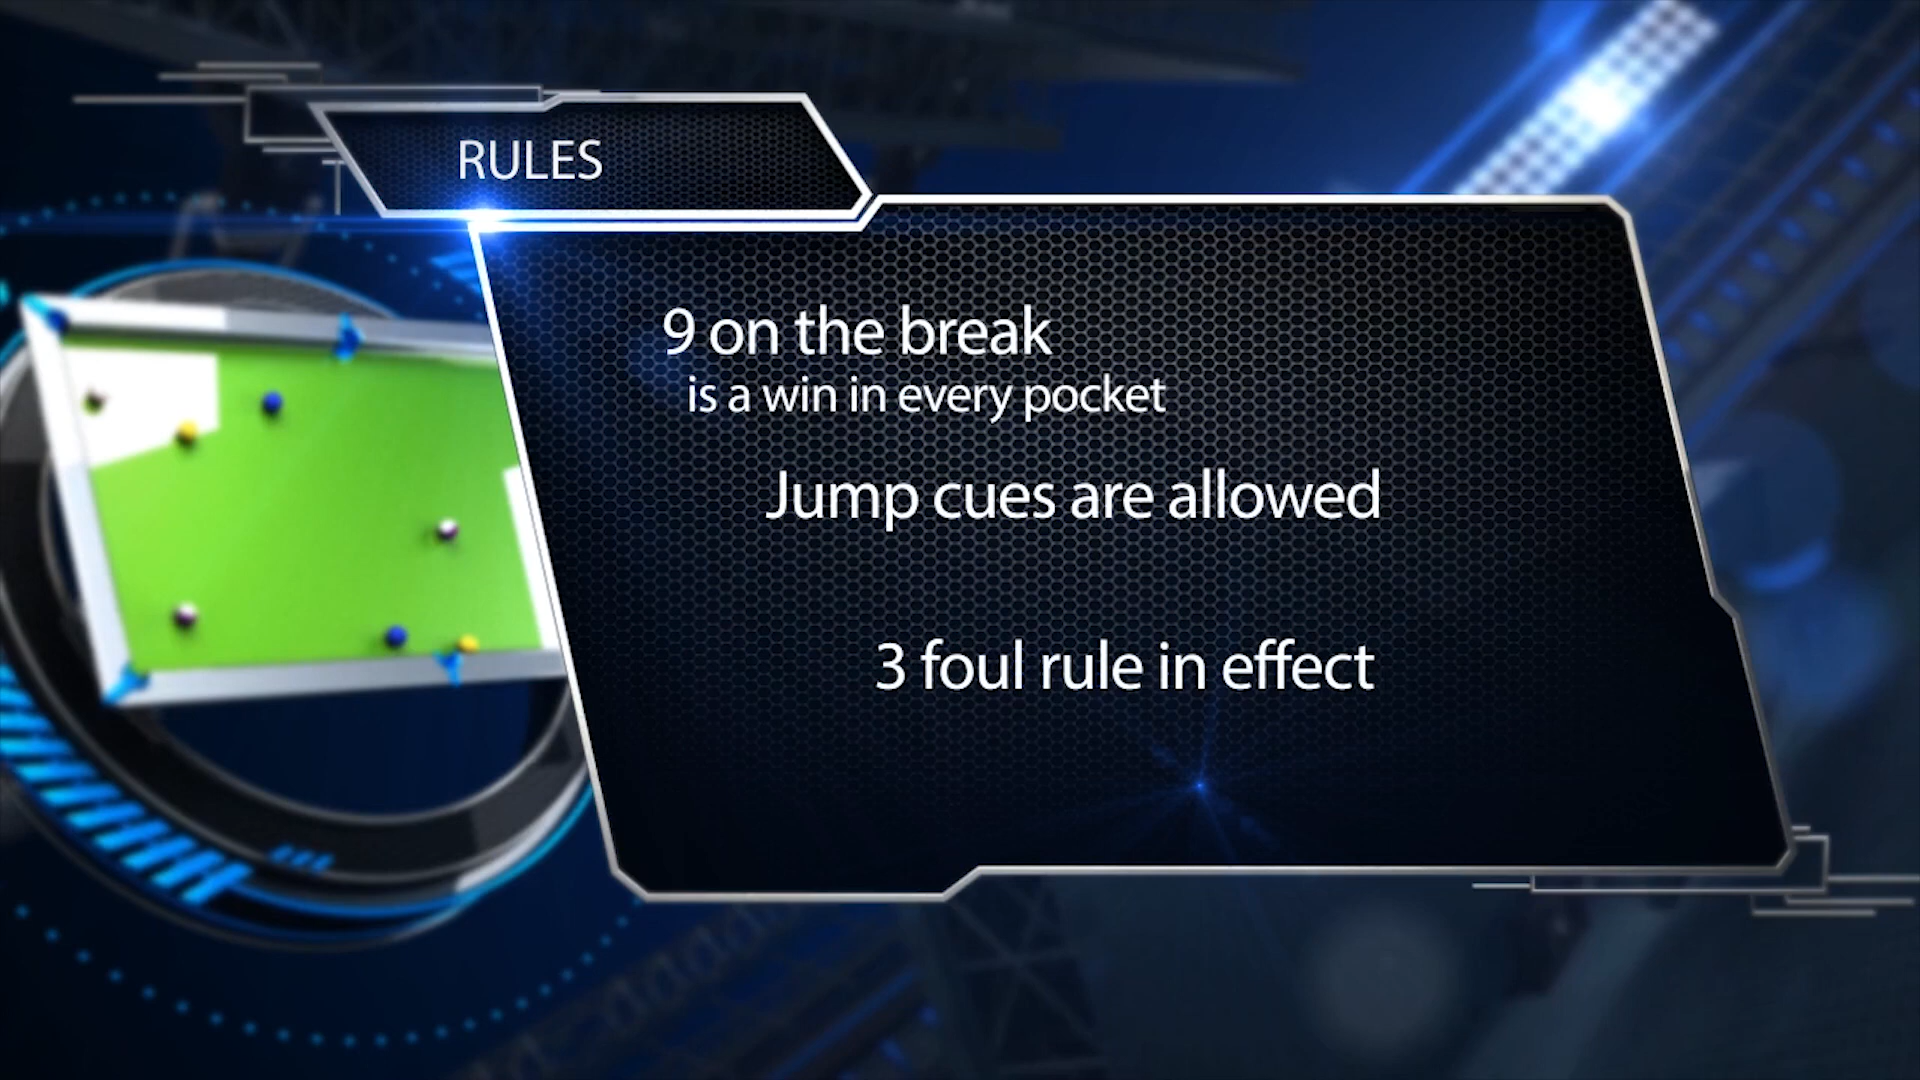 RULES
9 on the break
is a win in every pocket
Jump cues are allowed
3 foul rule in effect